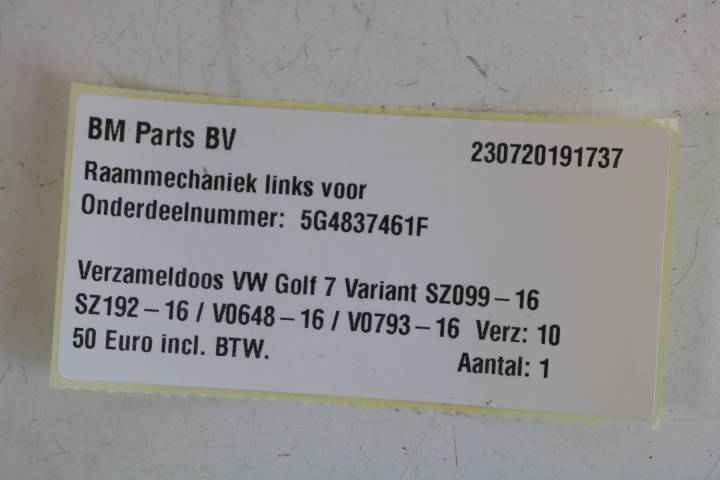 BM Parts BV 230720191737
Raammechaniek links voor
Onderdeelnummer: 5G4837461F
Verzameldoos VW Golf 7 Variant SZ099-16
SZ192-16 / V0648-16 / V0793-16 Verz: 10
50 Euro incl. BTW. Aantal: 1